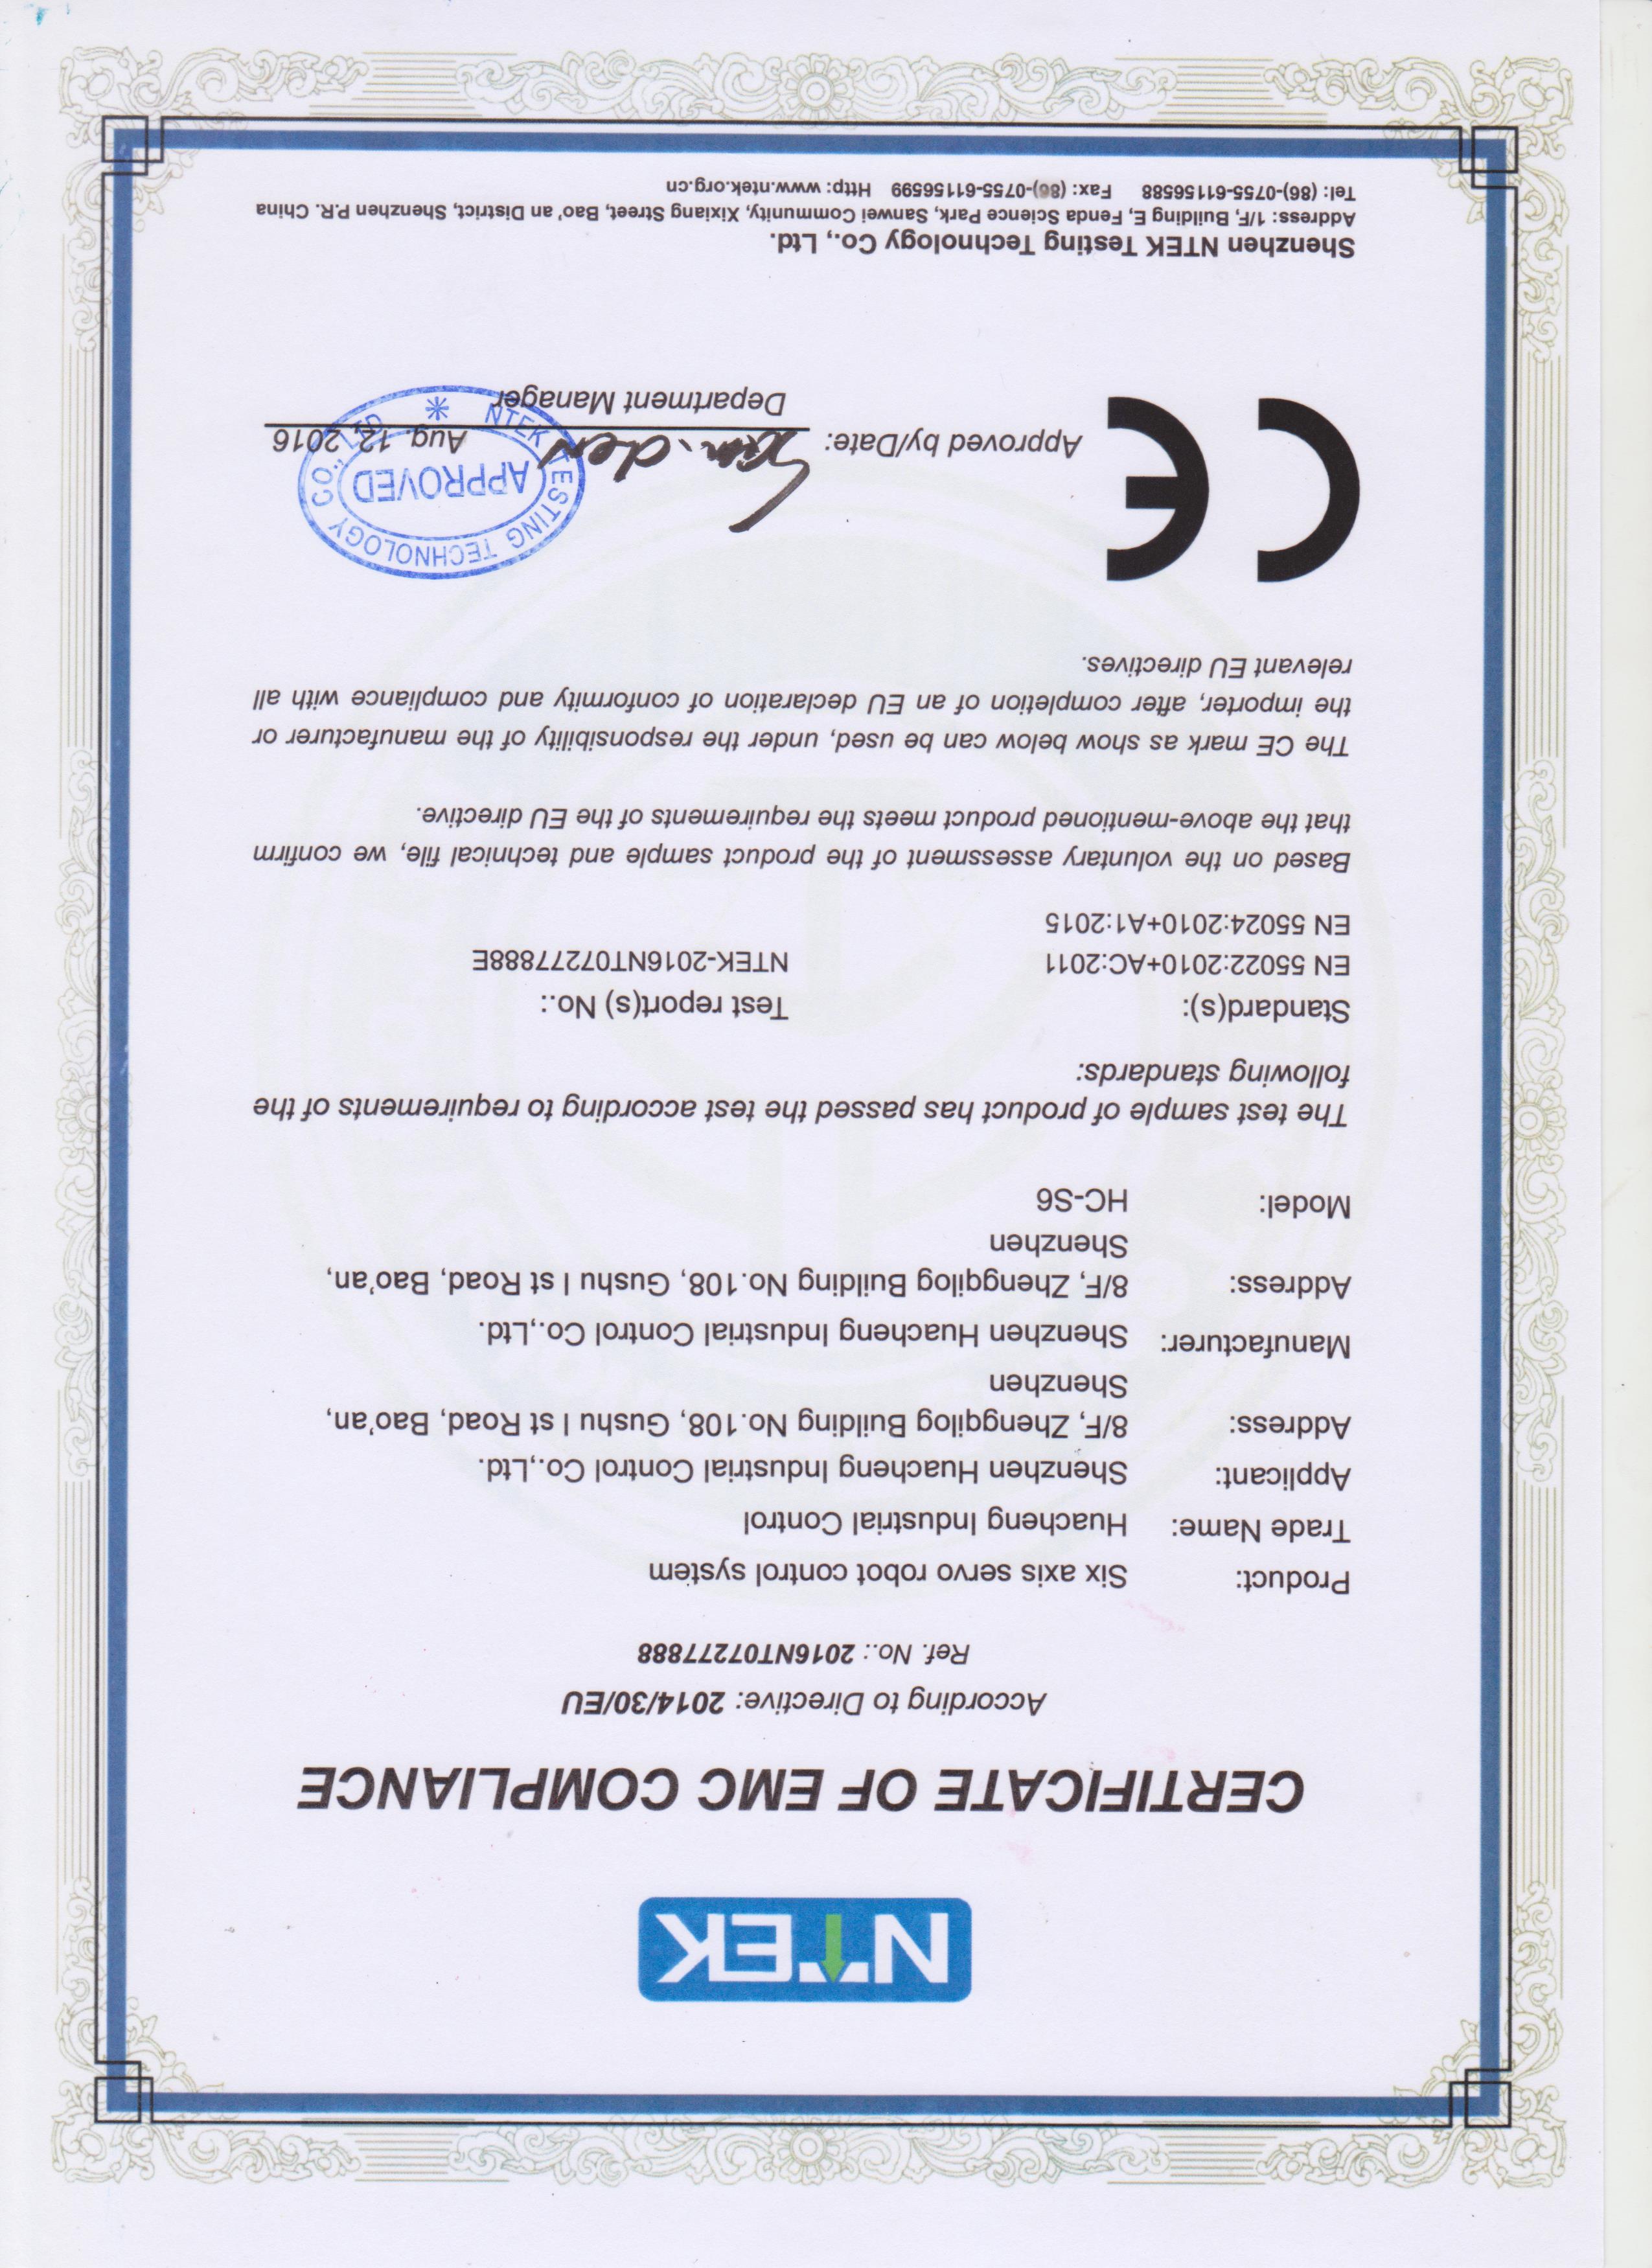 NTEK
CERTIFICATE OF EMC COMPLIANCE
According to Directive: 2014/30/EU
Ref. No.: 2016NT07277888
Product: Six axis servo robot control system
Trade Name: Huacheng Industrial Control
Applicant: Shenzhen Huacheng Industrial Control Co.,Ltd.
Address: 8/F, Zhengqilog Building No.108, Gushu I st Road, Bao'an,
Shenzhen
Manufacturer: Shenzhen Huacheng Industrial Control Co.,Ltd.
Address: 8/F, Zhengqilog Building No.108, Gushu I st Road, Bao'an,
Shenzhen
Model: HC-S6
The test sample of product has passed the test according to requirements of the
following standards:
Standard(s): Test report(s) No.:
EN 55022:2010+AC:2011 NTEK-2016NT07277888E
EN 55024:2010+A1:2015
Based on the voluntary assessment of the product sample and technical file, we confirm
that the above-mentioned product meets the requirements of the EU directive.
The CE mark as show below can be used, under the responsibility of the manufacturer or
the importer, after completion of an EU declaration of conformity and compliance with all
relevant EU directives.
CE
NTEK TESTING TECHNOLOGY CO., LTD
APPROVED
Approved by/Date: Aug. 12, 2016
Department Manager
Shenzhen NTEK Testing Technology Co., Ltd.
Address: 1/F, Building E, Fenda Science Park, Sanwei Community, Xixiang Street, Bao' an District, Shenzhen P.R. China
Tel: (86)-0755-61156588 Fax: (86)-0755-61156599 Http: www.ntek.org.cn